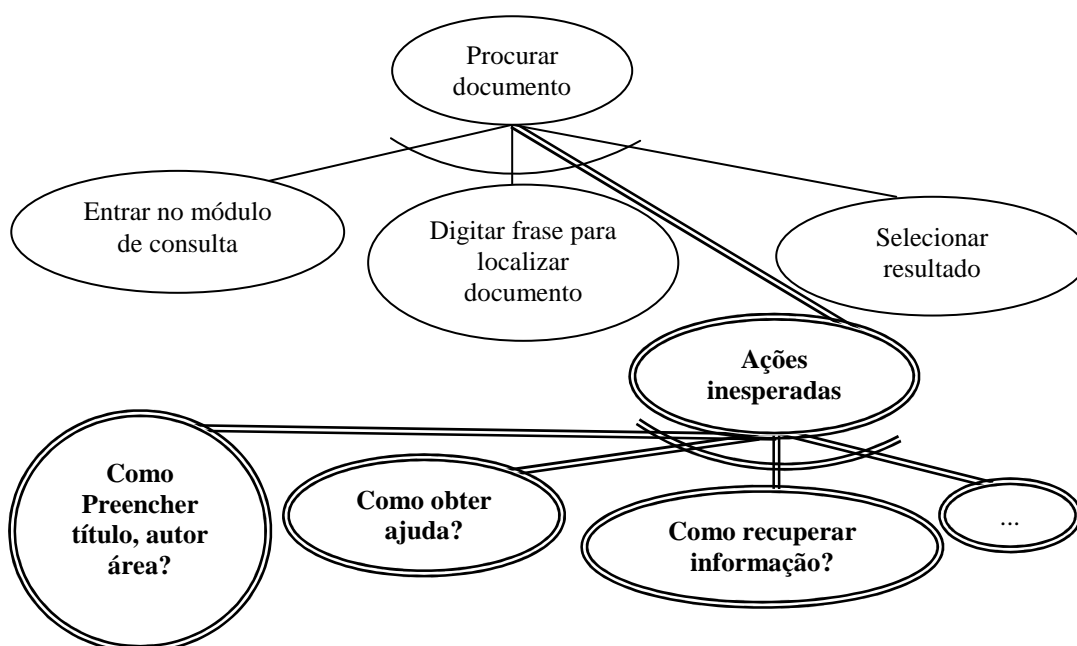 Procurar
documento
Entrar no módulo
de consulta
Digitar frase para
localizar
documento
Selecionar
resultado
Ações
inesperadas
Como
Preencher
título, autor
área?
Como obter
ajuda?
Como recuperar
informação?
...